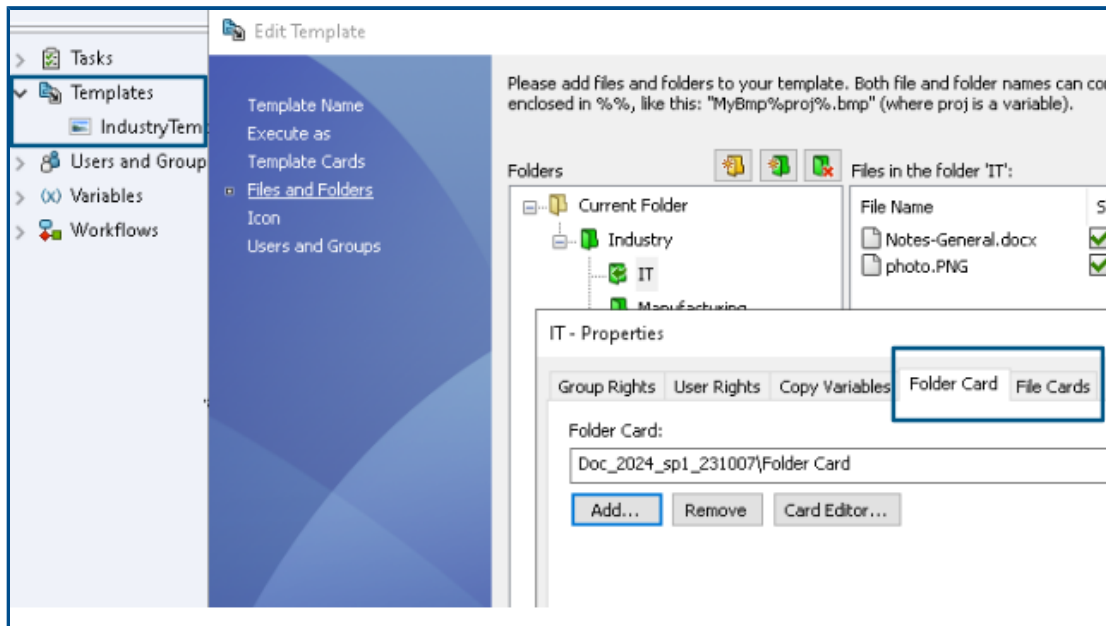 Edit Template
Tasks
Templates
IndustryTem
Users and Group
Variables
Workflows
Template Name
Execute as
Template Cards
Files and Folders
Icon
Users and Groups
Please add files and folders to your template. Both file and folder names can co
enclosed in %%, like this: "MyBmp%proj%.bmp" (where proj is a variable).
Folders
Files in the folder 'IT':
Current Folder
Industry
IT
Manufacturing
File Name
S
Notes-General.docx
photo.PNG
IT - Properties
Group Rights
User Rights
Copy Variables
Folder Card
File Cards
Folder Card:
Doc_2024_sp1_231007\Folder Card
Add...
Remove
Card Editor...